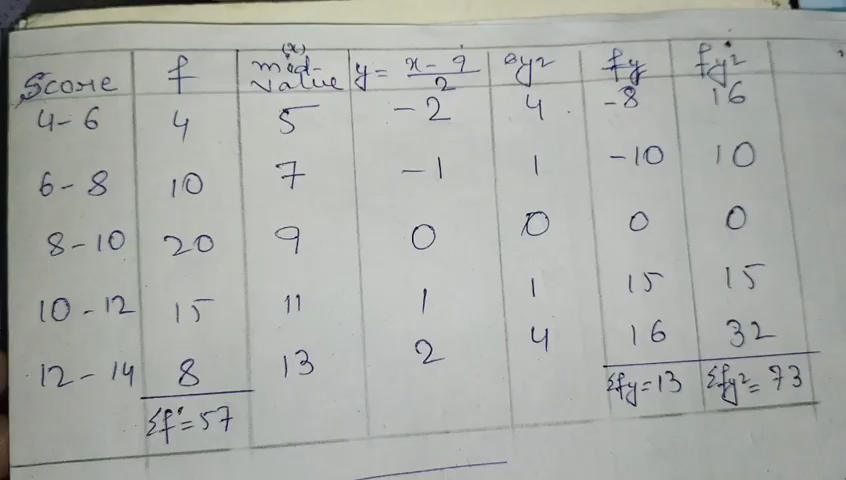 Score f mid-value (x) y = x - 9 / 2 y² fy fy²
4-6 4 5 -2 4 -8 16
6-8 10 7 -1 1 -10 10
8-10 20 9 0 0 0 0
10-12 15 11 1 1 15 15
12-14 8 13 2 4 16 32
Σf = 57 Σfy = 13 Σfy² = 73